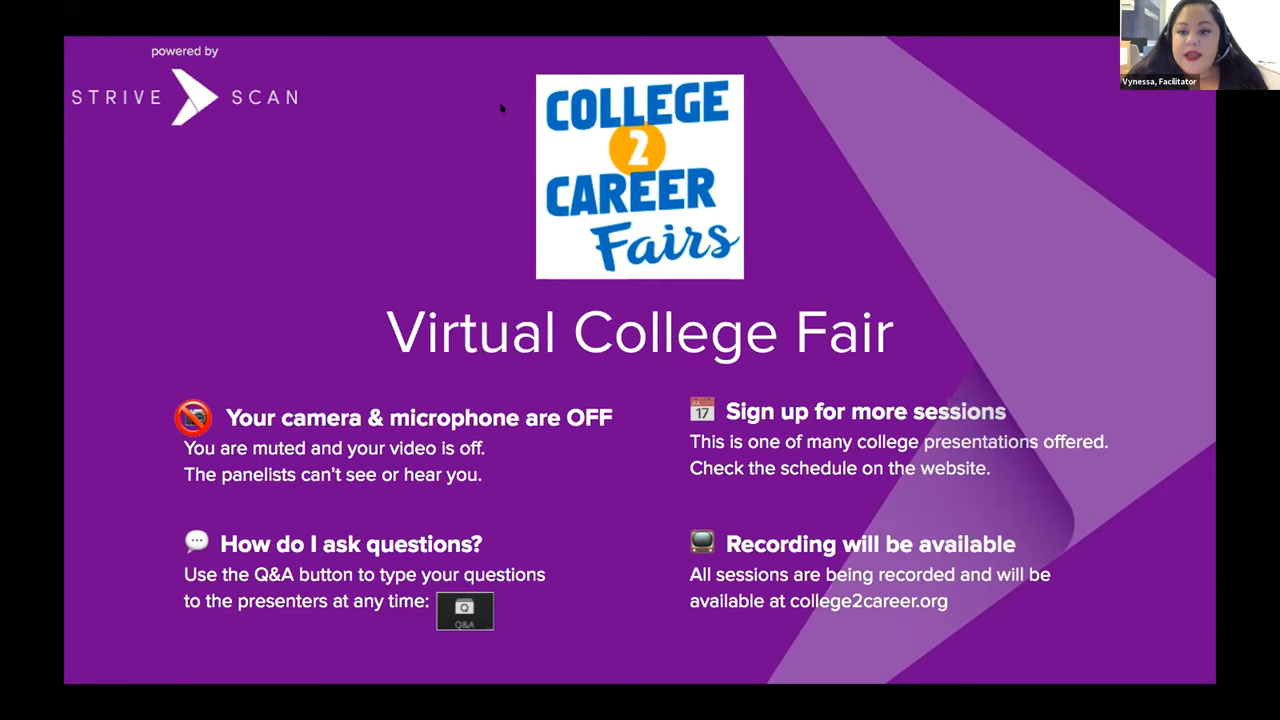 powered by
STRIVE SCAN
Vynessa, Facilitator
COLLEGE
2
CAREER
Fairs
Virtual College Fair
Your camera & microphone are OFF
You are muted and your video is off.
The panelists can't see or hear you.
17
Sign up for more sessions
This is one of many college presentations offered.
Check the schedule on the website.
How do I ask questions?
Use the Q&A button to type your questions
to the presenters at any time:
Q
Q&A
Recording will be available
All sessions are being recorded and will be
available at college2career.org